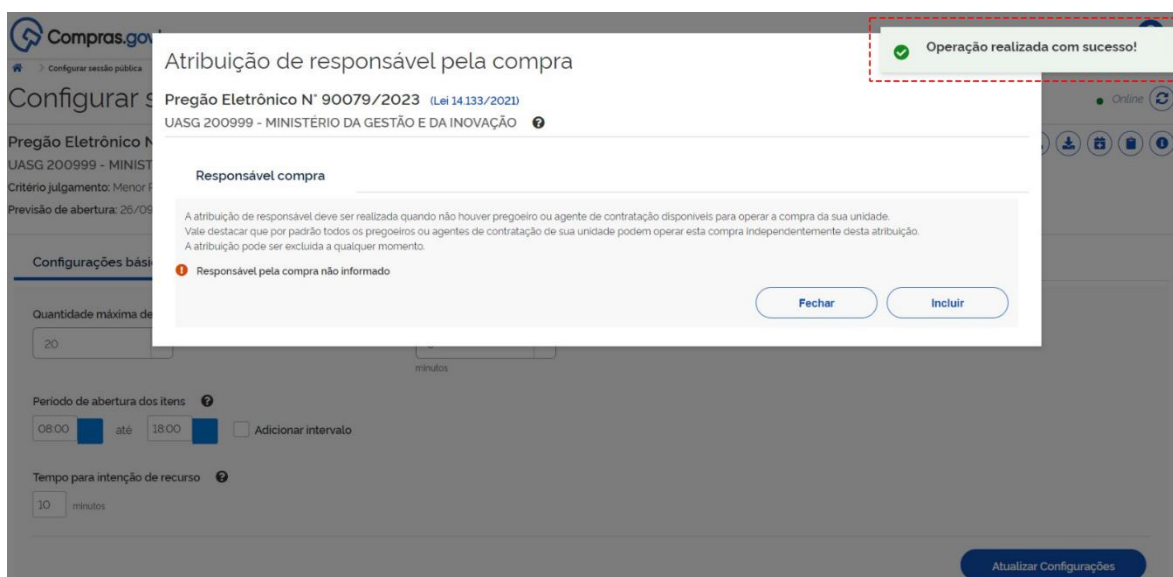 Compras.gov
Operação realizada com sucesso!
Configurar sessão pública
Atribuição de responsável pela compra
Configurar s
Pregão Eletrônico N° 90079/2023 (Lei 14.133/2021)
Online
UASG 200999 - MINISTÉRIO DA GESTÃO E DA INOVAÇÃO
Pregão Eletrônico N
UASG 200999 - MINIST
Critério julgamento: Menor P
Previsão de abertura: 26/09
Responsável compra
A atribuição de responsável deve ser realizada quando não houver pregoeiro ou agente de contratação disponíveis para operar a compra da sua unidade.
Vale destacar que por padrão todos os pregoeiros ou agentes de contratação de sua unidade podem operar esta compra independentemente desta atribuição.
A atribuição pode ser excluída a qualquer momento.
Responsável pela compra não informado
Fechar
Incluir
Configurações bási
Quantidade máxima de
20
minutos
Período de abertura dos itens
08:00 até 18:00 Adicionar intervalo
Tempo para intenção de recurso
10 minutos
Atualizar Configurações